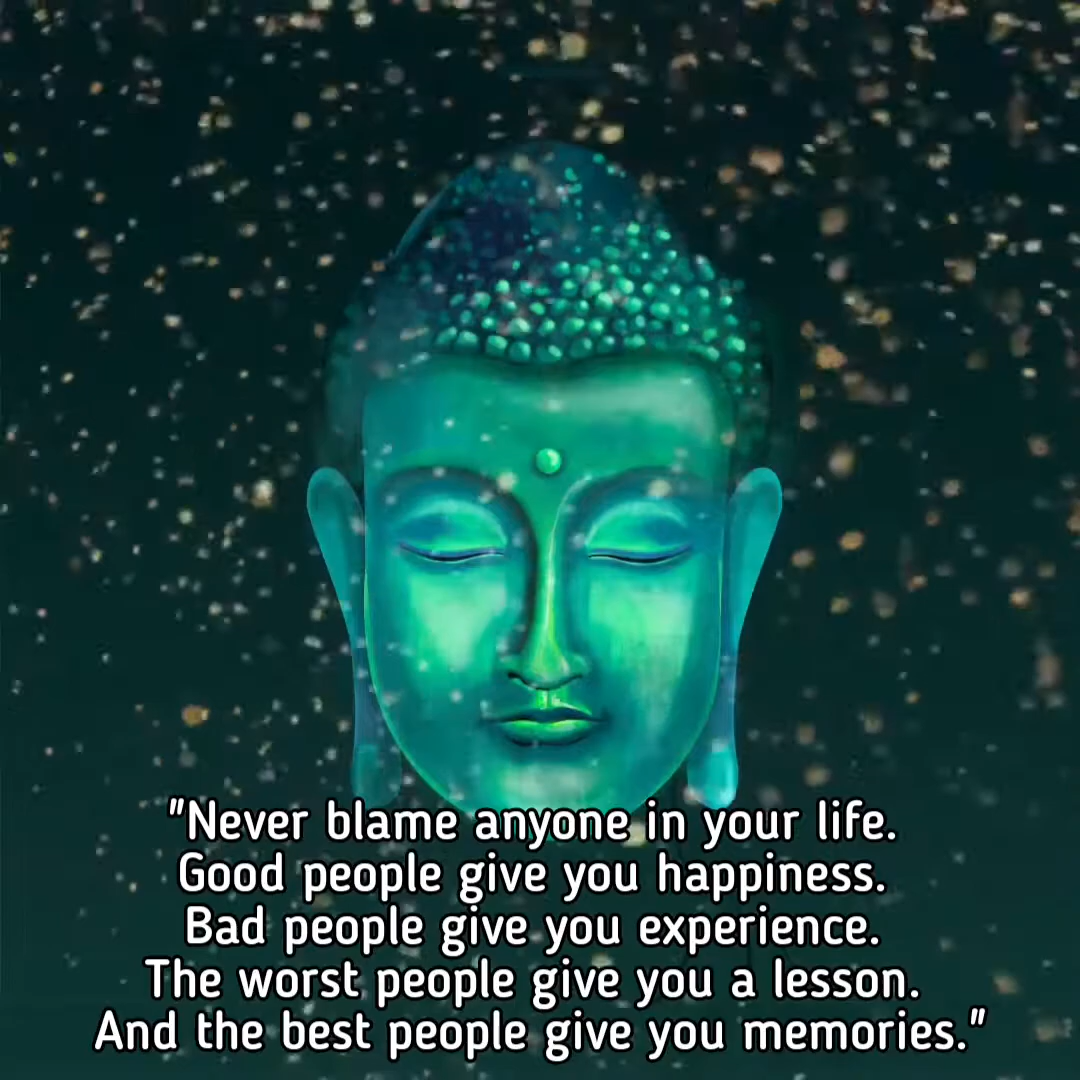 "Never blame anyone in your life.
Good people give you happiness.
Bad people give you experience.
The worst people give you a lesson.
And the best people give you memories."